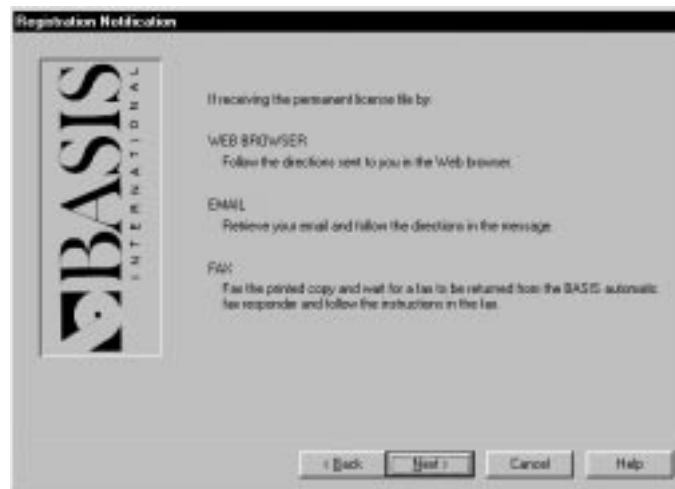 Registration Notification
BASIS
INTERNATIONAL
If receiving the permanent license file by:
WEB BROWSER
Follow the directions sent to you in the Web browser.
EMAIL
Retrieve your email and follow the directions in the message.
FAX
Fax the printed copy and wait for a fax to be returned from the BASIS automatic
fax responder and follow the instructions in the fax.
< Back
Next >
Cancel
Help